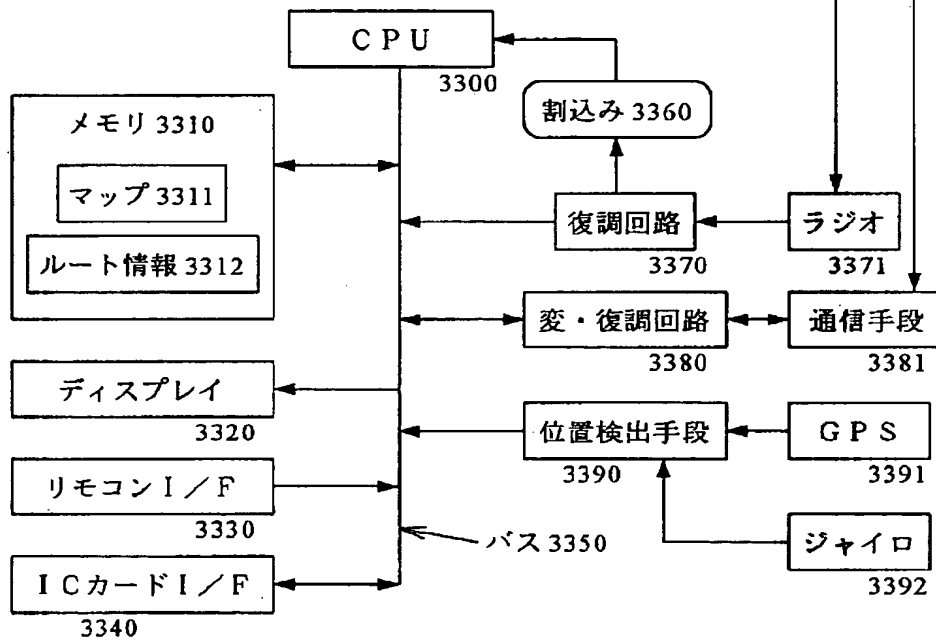 CPU
3300
メモリ 3310
マップ 3311
ルート情報 3312
割込み 3360
復調回路
3370
ラジオ
3371
変・復調回路
3380
通信手段
3381
ディスプレイ
3320
位置検出手段
3390
GPS
3391
リモコンI/F
3330
バス 3350
ジャイロ
3392
ICカードI/F
3340